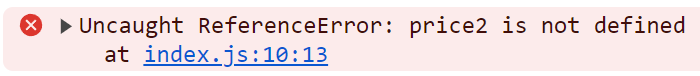 Uncaught ReferenceError: price2 is not defined
at index.js:10:13